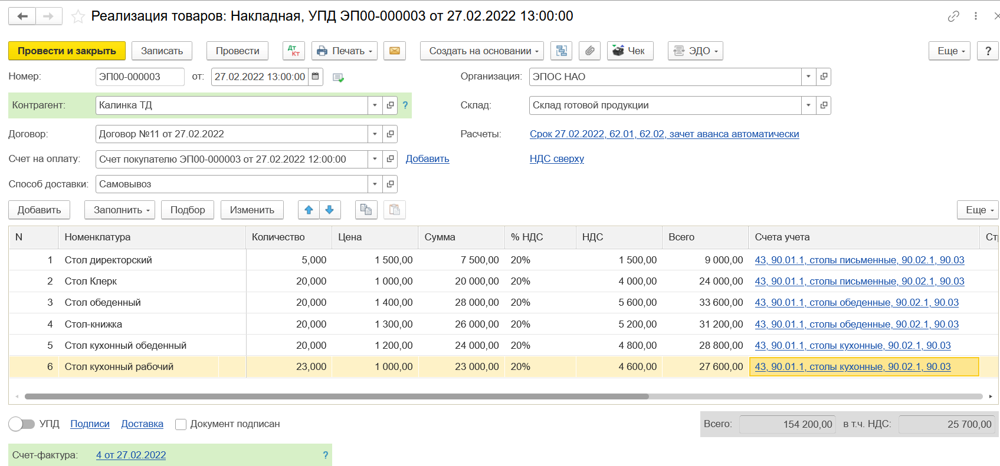 Реализация товаров: Накладная, УПД ЭП00-000003 от 27.02.2022 13:00:00
Провести и закрыть Записать Провести Дт Кт Печать Создать на основании Чек ЭДО Еще ?
Номер: ЭП00-000003 от: 27.02.2022 13:00:00 Организация: ЭПОС НАО
Контрагент: Калинка ТД ? Склад: Склад готовой продукции
Договор: Договор №11 от 27.02.2022 Расчеты: Срок 27.02.2022, 62.01, 62.02, зачет аванса автоматически
Счет на оплату: Счет покупателю ЭП00-000003 от 27.02.2022 12:00:00 Добавить НДС сверху
Способ доставки: Самовывоз
Добавить Заполнить Подбор Изменить Еще
N Номенклатура Количество Цена Сумма % НДС НДС Всего Счета учета Ст
1 Стол директорский 5,000 1 500,00 7 500,00 20% 1 500,00 9 000,00 43, 90.01.1, столы письменные, 90.02.1, 90.03
2 Стол Клерк 20,000 1 000,00 20 000,00 20% 4 000,00 24 000,00 43, 90.01.1, столы письменные, 90.02.1, 90.03
3 Стол обеденный 20,000 1 400,00 28 000,00 20% 5 600,00 33 600,00 43, 90.01.1, столы обеденные, 90.02.1, 90.03
4 Стол-книжка 20,000 1 300,00 26 000,00 20% 5 200,00 31 200,00 43, 90.01.1, столы обеденные, 90.02.1, 90.03
5 Стол кухонный обеденный 20,000 1 200,00 24 000,00 20% 4 800,00 28 800,00 43, 90.01.1, столы кухонные, 90.02.1, 90.03
6 Стол кухонный рабочий 23,000 1 000,00 23 000,00 20% 4 600,00 27 600,00 43, 90.01.1, столы кухонные, 90.02.1, 90.03
УПД Подписи Доставка Документ подписан Всего: 154 200,00 в т.ч. НДС: 25 700,00
Счет-фактура: 4 от 27.02.2022 ?